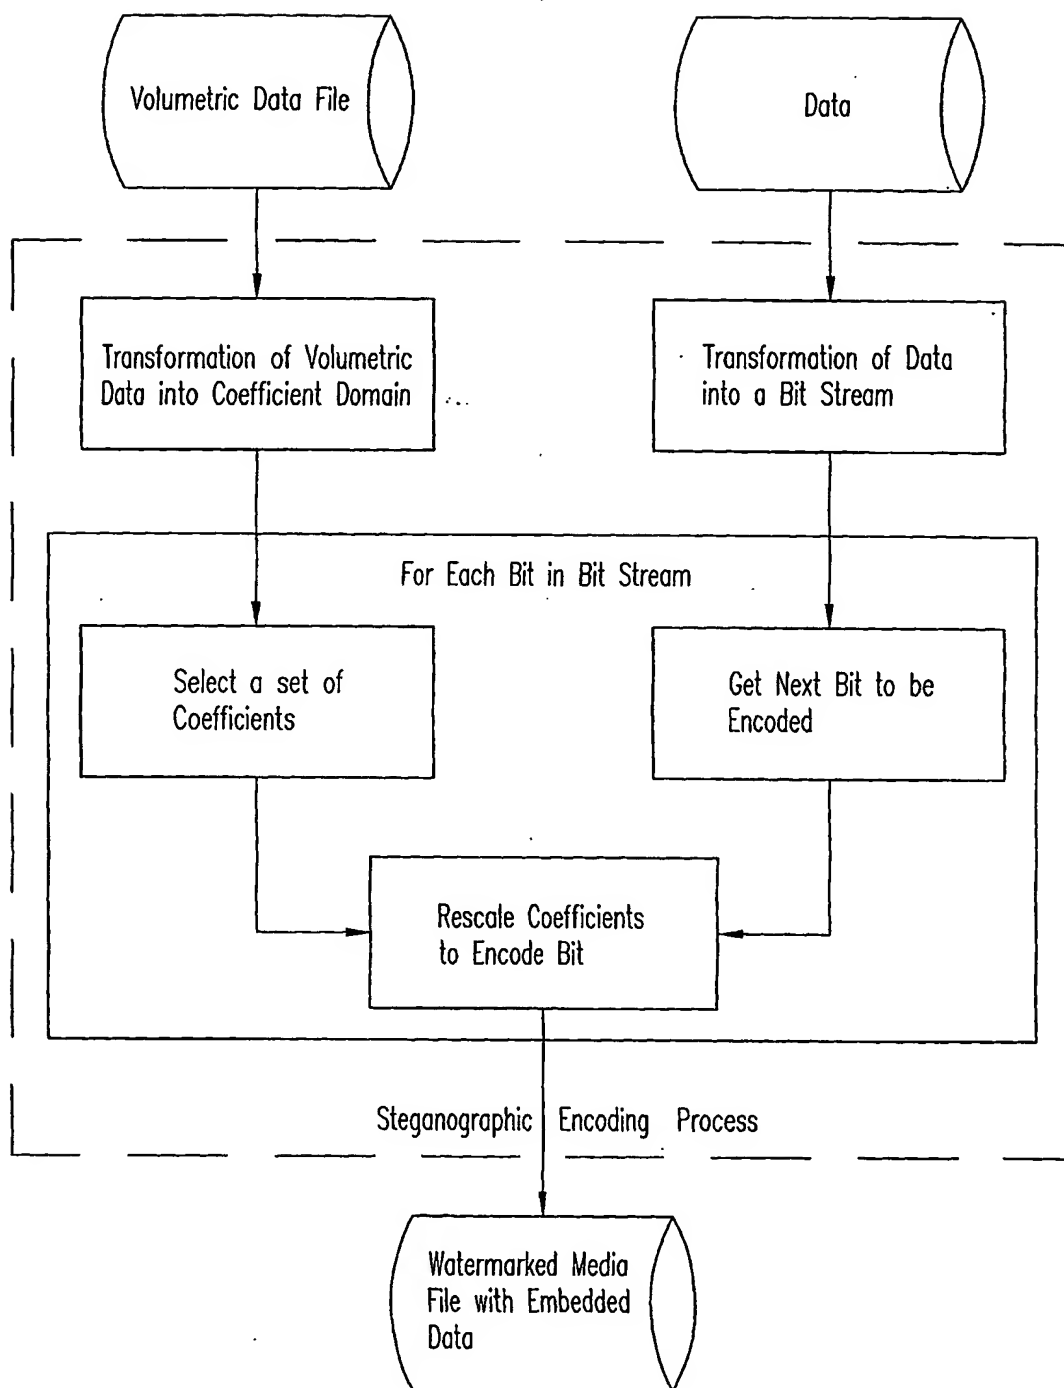 Volumetric Data File
Data
Transformation of Volumetric
Data into Coefficient Domain
Transformation of Data
into a Bit Stream
For Each Bit in Bit Stream
Select a set of
Coefficients
Get Next Bit to be
Encoded
Rescale Coefficients
to Encode Bit
Steganographic Encoding Process
Watermarked Media
File with Embedded
Data